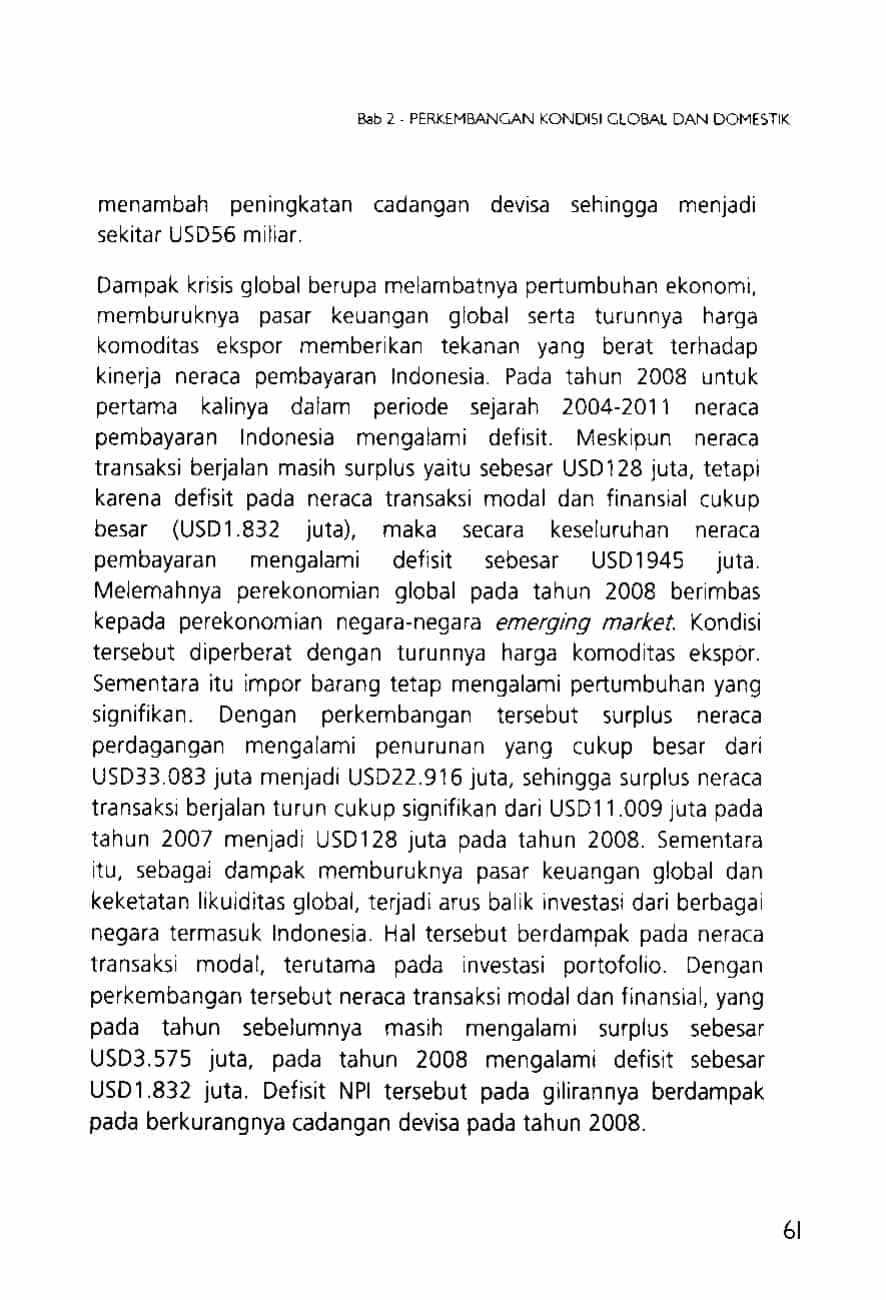 Bab 2 - PERKEMBANGAN KONDISI GLOBAL DAN DOMESTIK
menambah peningkatan cadangan devisa sehingga menjadi
sekitar USD56 miliar.
Dampak krisis global berupa melambatnya pertumbuhan ekonomi,
memburuknya pasar keuangan global serta turunnya harga
komoditas ekspor memberikan tekanan yang berat terhadap
kinerja neraca pembayaran Indonesia. Pada tahun 2008 untuk
pertama kalinya dalam periode sejarah 2004-2011 neraca
pembayaran Indonesia mengalami defisit. Meskipun neraca
transaksi berjalan masih surplus yaitu sebesar USD128 juta, tetapi
karena defisit pada neraca transaksi modal dan finansial cukup
besar (USD1.832 juta), maka secara keseluruhan neraca
pembayaran mengalami defisit sebesar USD1945 juta.
Melemahnya perekonomian global pada tahun 2008 berimbas
kepada perekonomian negara-negara emerging market. Kondisi
tersebut diperberat dengan turunnya harga komoditas ekspor.
Sementara itu impor barang tetap mengalami pertumbuhan yang
signifikan. Dengan perkembangan tersebut surplus neraca
perdagangan mengalami penurunan yang cukup besar dari
USD33.083 juta menjadi USD22.916 juta, sehingga surplus neraca
transaksi berjalan turun cukup signifikan dari USD11.009 juta pada
tahun 2007 menjadi USD128 juta pada tahun 2008. Sementara
itu, sebagai dampak memburuknya pasar keuangan global dan
keketatan likuiditas global, terjadi arus balik investasi dari berbagai
negara termasuk Indonesia. Hal tersebut berdampak pada neraca
transaksi modal, terutama pada investasi portofolio. Dengan
perkembangan tersebut neraca transaksi modal dan finansial, yang
pada tahun sebelumnya masih mengalami surplus sebesar
USD3.575 juta, pada tahun 2008 mengalami defisit sebesar
USD1.832 juta. Defisit NPI tersebut pada gilirannya berdampak
pada berkurangnya cadangan devisa pada tahun 2008.
61